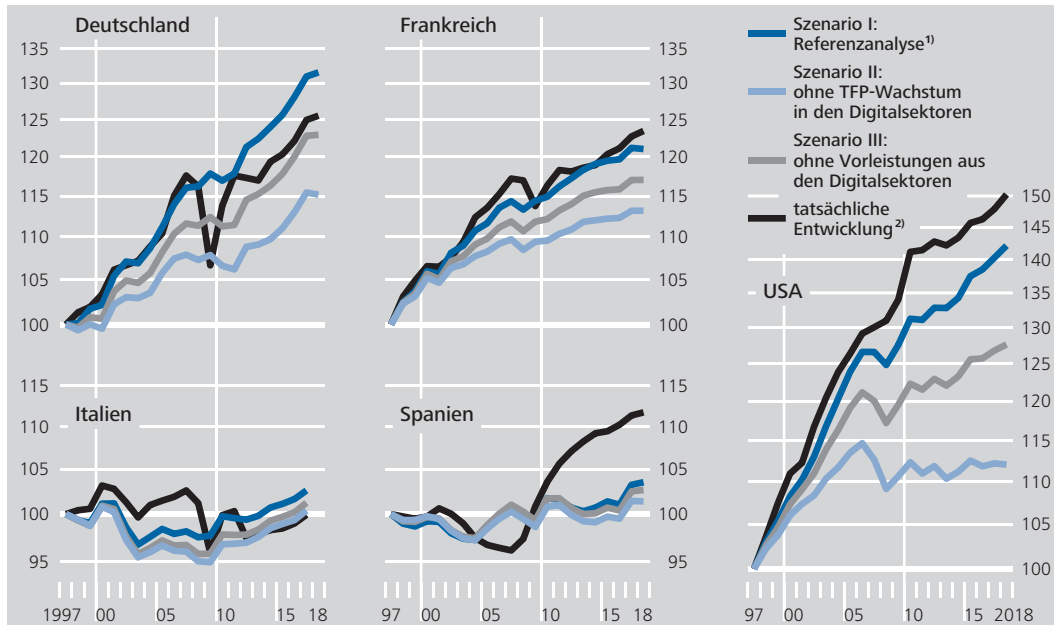 Deutschland
Frankreich
135
130
125
120
115
110
105
100
135
130
125
120
115
110
105
100
Szenario I:
Referenzanalyse¹⁾
Szenario II:
ohne TFP-Wachstum
in den Digitalsektoren
Szenario III:
ohne Vorleistungen aus
den Digitalsektoren
tatsächliche
Entwicklung²⁾
Italien
Spanien
115
110
105
100
95
115
110
105
100
95
USA
150
145
140
135
130
125
120
115
110
105
100
1997 00 05 10 15 18
97 00 05 10 15 18
97 00 05 10 15 2018